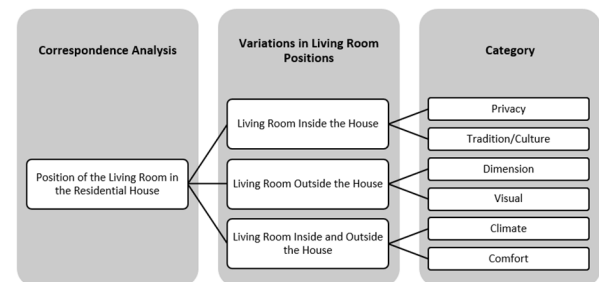 Correspondence Analysis
Variations in Living Room
Positions
Category
Position of the Living Room in
the Residential House
Living Room Inside the House
Living Room Outside the House
Living Room Inside and Outside
the House
Privacy
Tradition/Culture
Dimension
Visual
Climate
Comfort